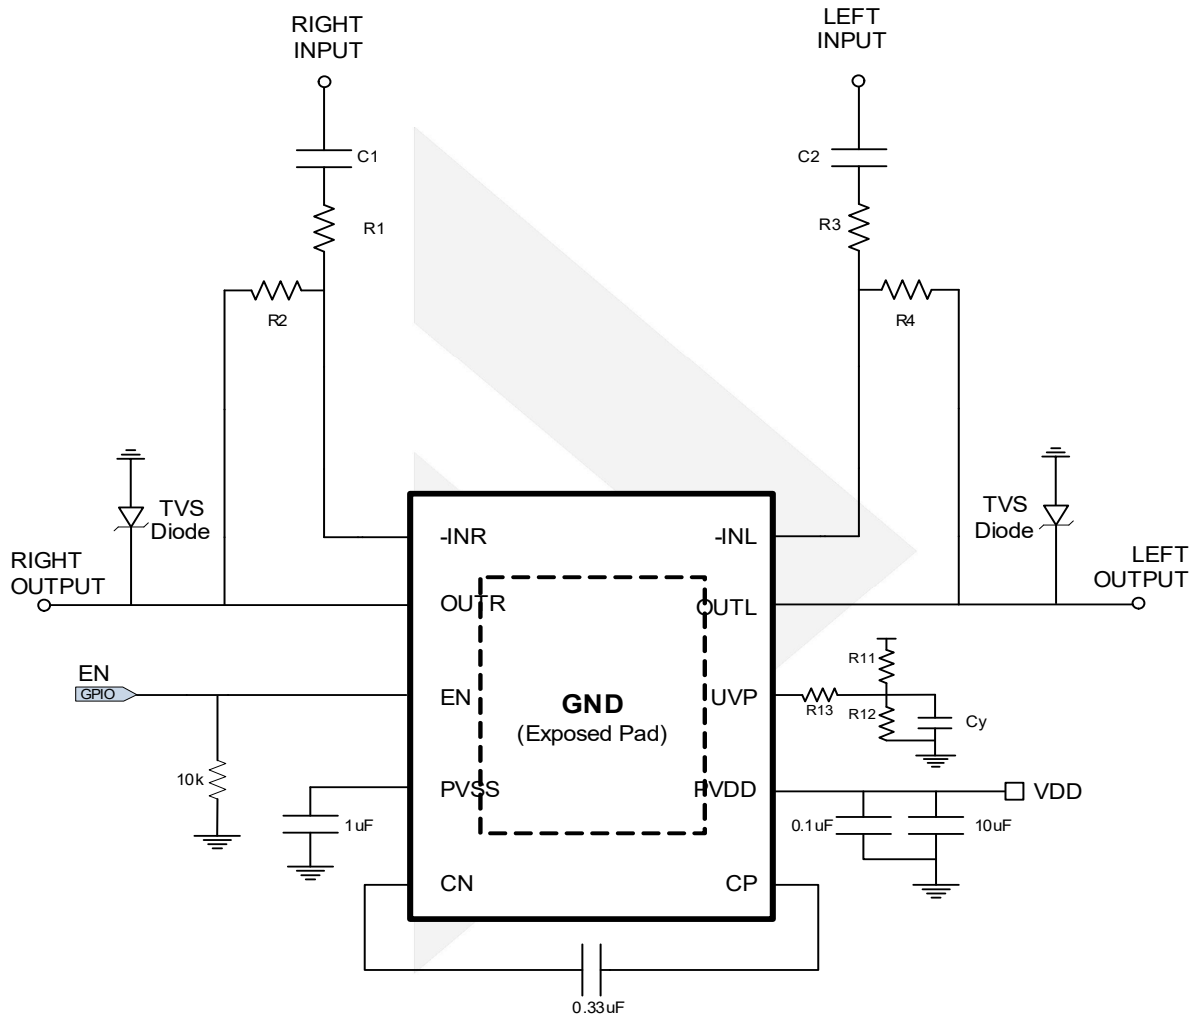 RIGHT
INPUT
LEFT
INPUT
C1
C2
R1
R3
R2
R4
TVS
Diode
TVS
Diode
RIGHT
OUTPUT
LEFT
OUTPUT
-INR
-INL
OUTR
OUTL
EN
GPIO
EN
GND
(Exposed Pad)
UVP
R11
R13
R12
Cy
10k
PVSS
PVDD
VDD
1uF
0.1uF
10uF
CN
CP
0.33uF